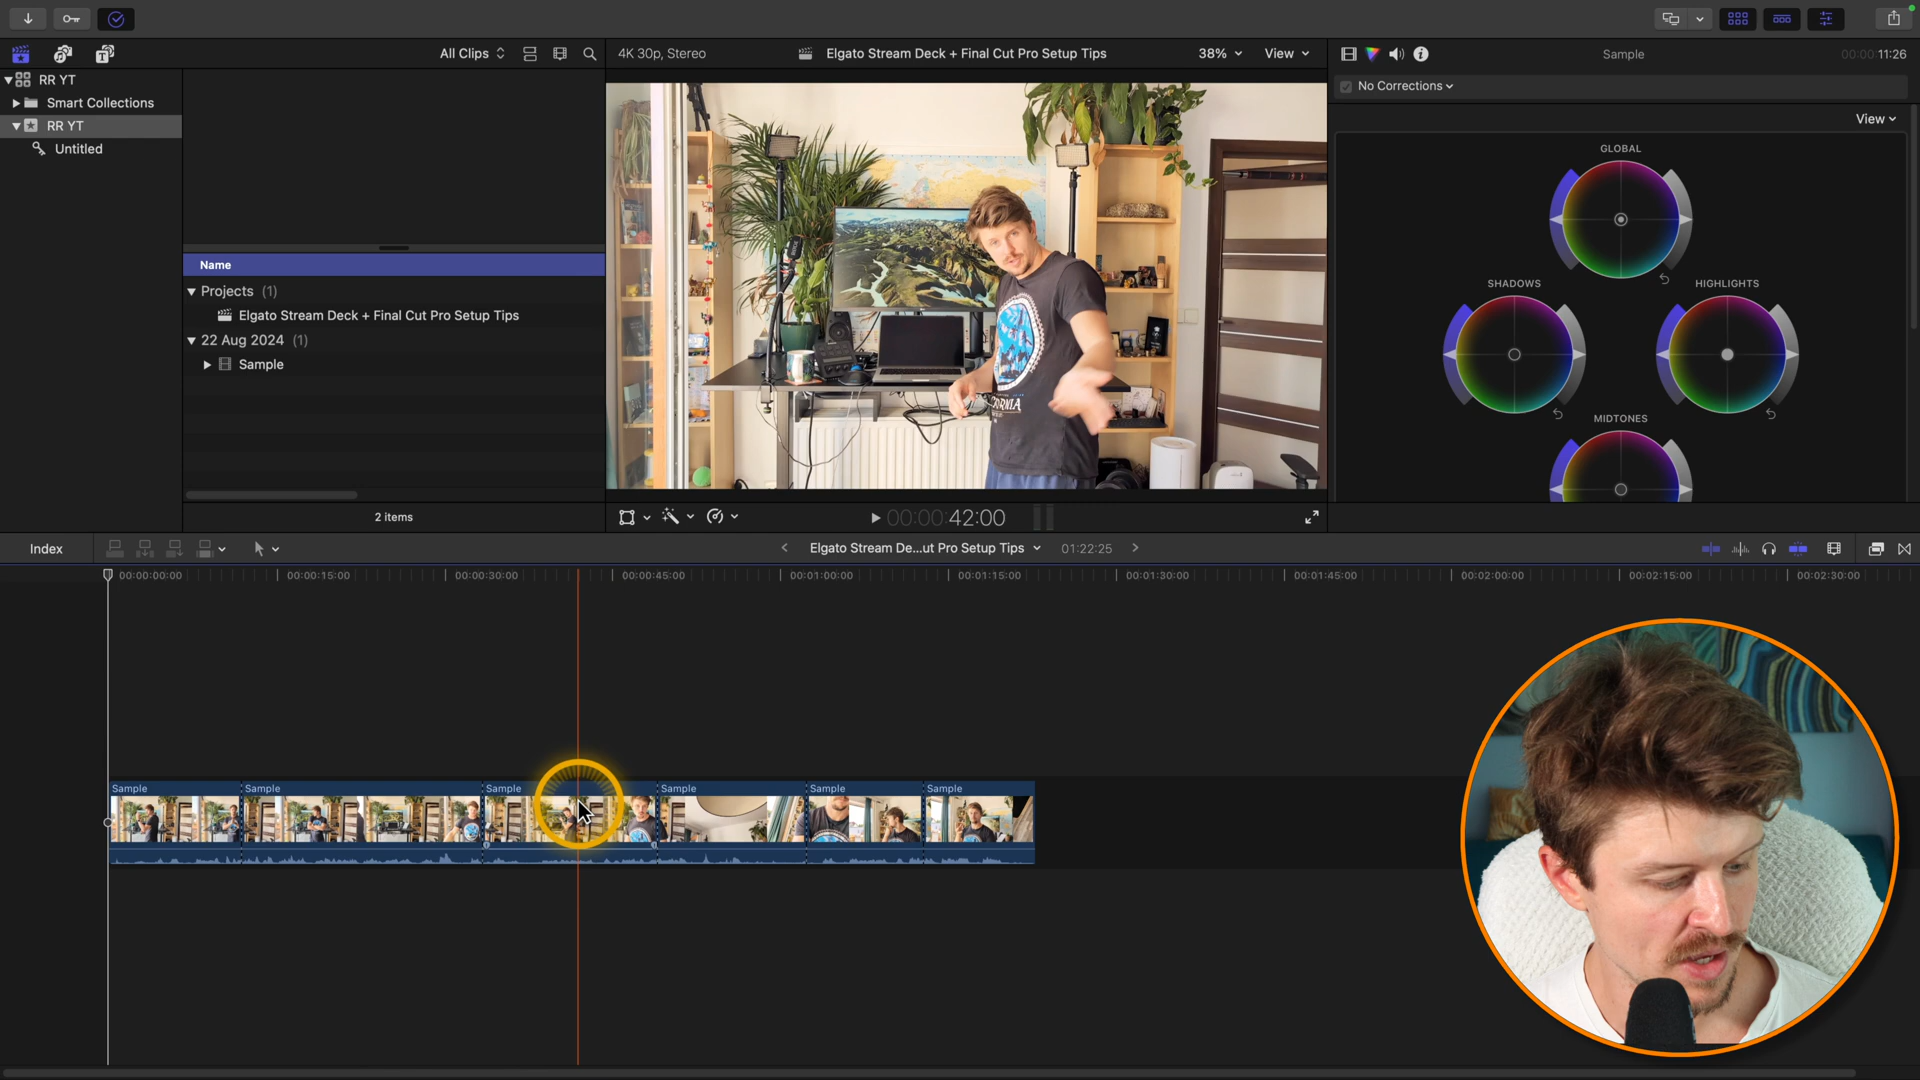 All Clips
4K 30p, Stereo
Elgato Stream Deck + Final Cut Pro Setup Tips
38%
View
Sample
00:00:11:26
RR YT
No Corrections
Smart Collections
View
RR YT
Untitled
GLOBAL
Name
SHADOWS
HIGHLIGHTS
Projects (1)
Elgato Stream Deck + Final Cut Pro Setup Tips
22 Aug 2024 (1)
Sample
MIDTONES
2 items
00:00:42:00
Index
Elgato Stream De...ut Pro Setup Tips
01:22:25
00:00:00:00
00:00:15:00
00:00:30:00
00:00:45:00
00:01:00:00
00:01:15:00
00:01:30:00
00:01:45:00
00:02:00:00
00:02:15:00
00:02:30:00
Sample
Sample
Sample
Sample
Sample
Sample